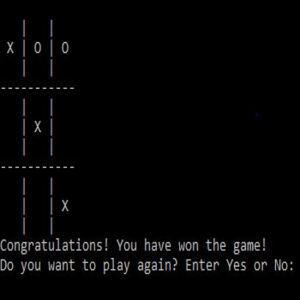 X | O | O
-----------
| X |
-----------
| | X
Congratulations! You have won the game!
Do you want to play again? Enter Yes or No: